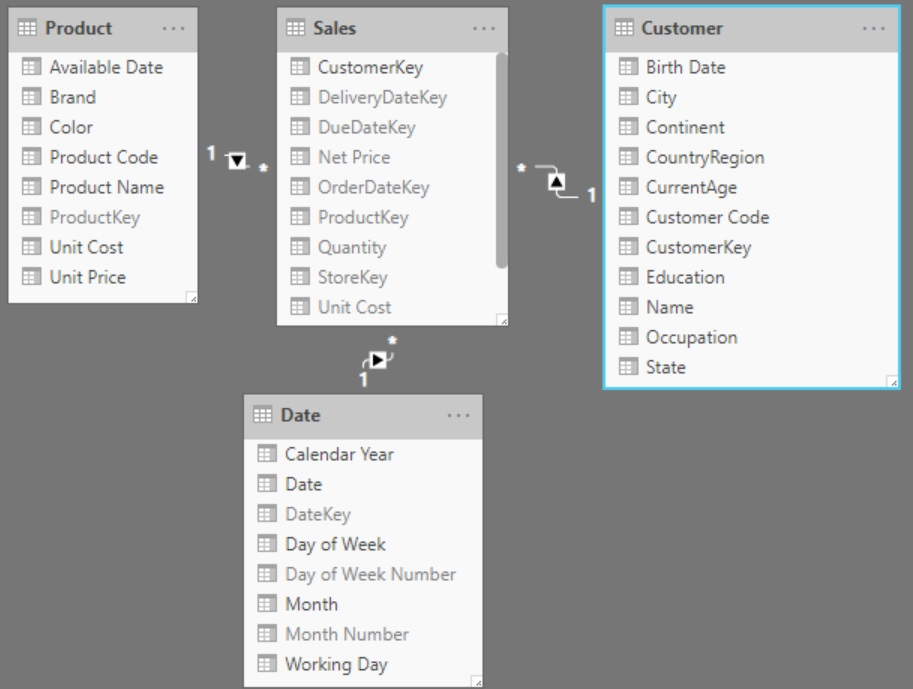 Product ...
Available Date
Brand
Color
Product Code
Product Name
ProductKey
Unit Cost
Unit Price
1
*
Sales ...
CustomerKey
DeliveryDateKey
DueDateKey
Net Price
OrderDateKey
ProductKey
Quantity
StoreKey
Unit Cost
*
1
Customer ...
Birth Date
City
Continent
CountryRegion
CurrentAge
Customer Code
CustomerKey
Education
Name
Occupation
State
*
1
Date ...
Calendar Year
Date
DateKey
Day of Week
Day of Week Number
Month
Month Number
Working Day